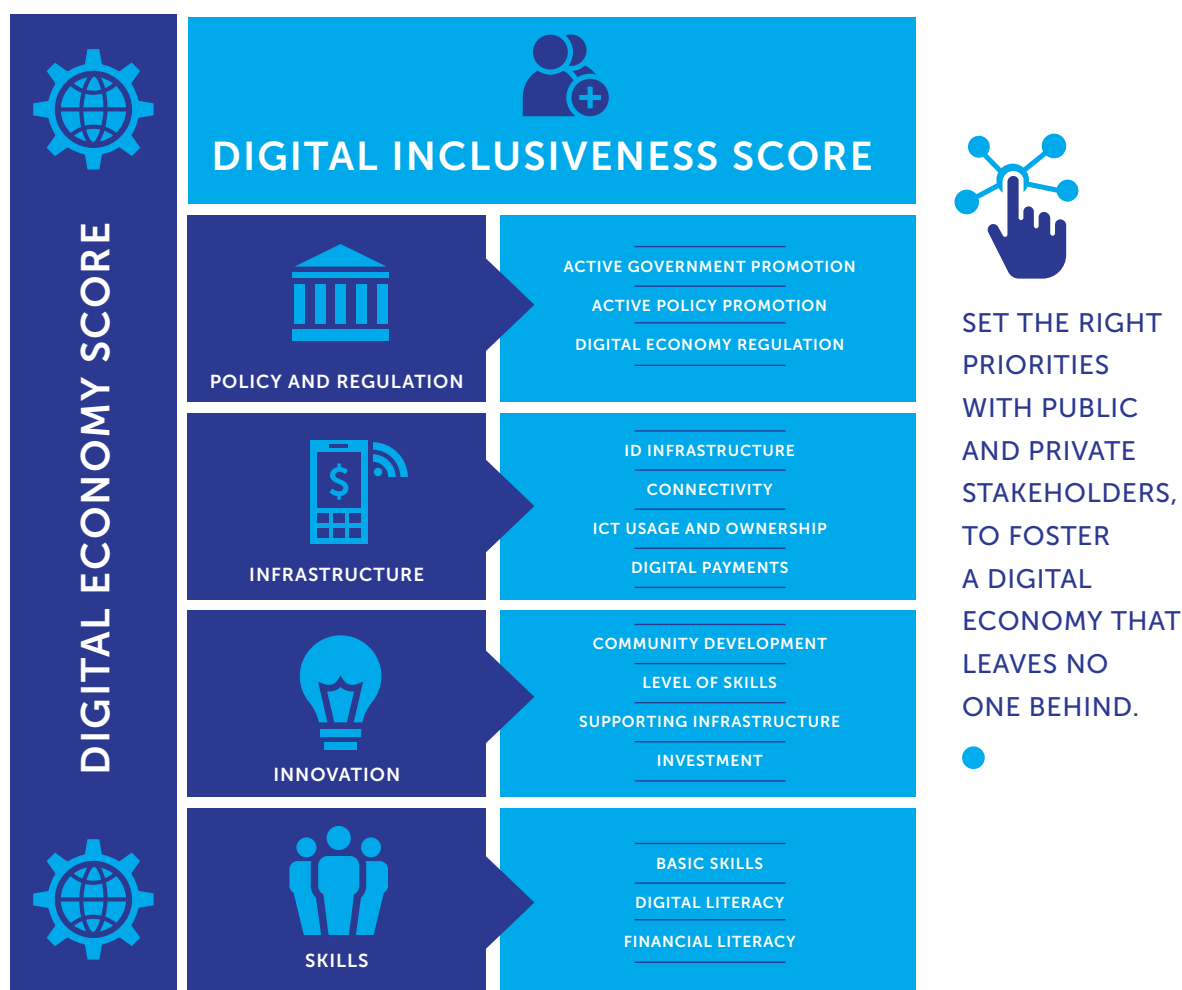 DIGITAL ECONOMY SCORE
DIGITAL INCLUSIVENESS SCORE
POLICY AND REGULATION
ACTIVE GOVERNMENT PROMOTION
ACTIVE POLICY PROMOTION
DIGITAL ECONOMY REGULATION
$
INFRASTRUCTURE
ID INFRASTRUCTURE
CONNECTIVITY
ICT USAGE AND OWNERSHIP
DIGITAL PAYMENTS
INNOVATION
COMMUNITY DEVELOPMENT
LEVEL OF SKILLS
SUPPORTING INFRASTRUCTURE
INVESTMENT
SKILLS
BASIC SKILLS
DIGITAL LITERACY
FINANCIAL LITERACY
SET THE RIGHT
PRIORITIES
WITH PUBLIC
AND PRIVATE
STAKEHOLDERS,
TO FOSTER
A DIGITAL
ECONOMY THAT
LEAVES NO
ONE BEHIND.